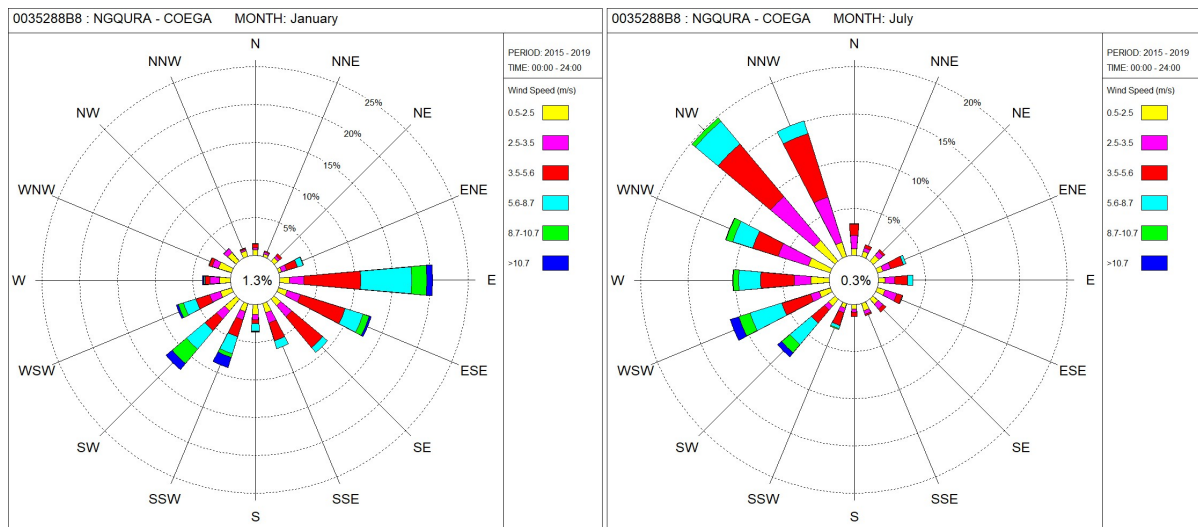 0035288B8 : NGQURA - COEGA MONTH: January
PERIOD: 2015 - 2019
TIME: 00:00 - 24:00
Wind Speed (m/s)
0.5-2.5
2.5-3.5
3.5-5.6
5.6-8.7
8.7-10.7
>10.7
N
NNE
NE
ENE
E
ESE
SE
SSE
S
SSW
SW
WSW
W
WNW
NW
NNW
25%
20%
15%
10%
5%
1.3%
0035288B8 : NGQURA - COEGA MONTH: July
PERIOD: 2015 - 2019
TIME: 00:00 - 24:00
Wind Speed (m/s)
0.5-2.5
2.5-3.5
3.5-5.6
5.6-8.7
8.7-10.7
>10.7
N
NNE
NE
ENE
E
ESE
SE
SSE
S
SSW
SW
WSW
W
WNW
NW
NNW
20%
15%
10%
5%
0.3%